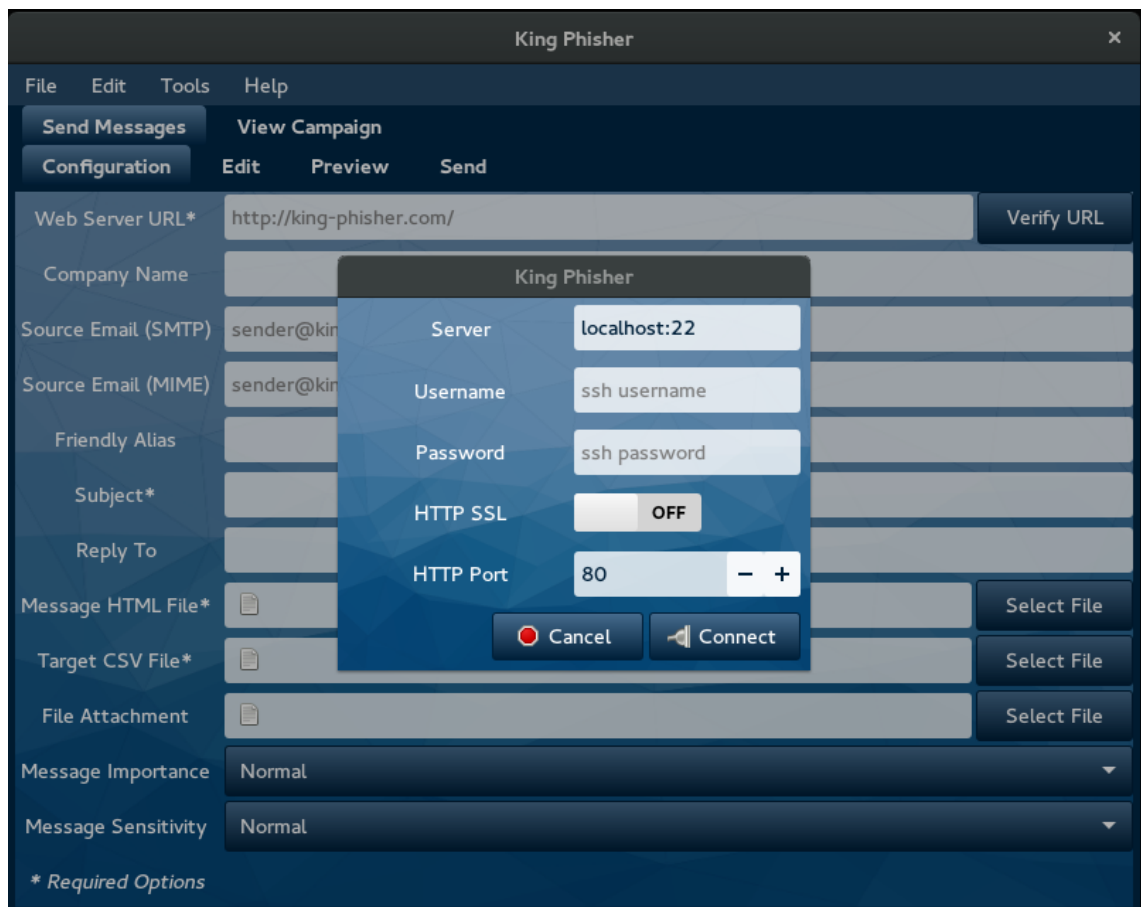 King Phisher ×
File Edit Tools Help
Send Messages View Campaign
Configuration Edit Preview Send
Web Server URL* http://king-phisher.com/ Verify URL
Company Name
Source Email (SMTP) sender@kin
Source Email (MIME) sender@kin
Friendly Alias
Subject*
Reply To
Message HTML File* Select File
Target CSV File* Select File
File Attachment Select File
Message Importance Normal
Message Sensitivity Normal
* Required Options
King Phisher
Server localhost:22
Username ssh username
Password ssh password
HTTP SSL OFF
HTTP Port 80 − +
Cancel Connect